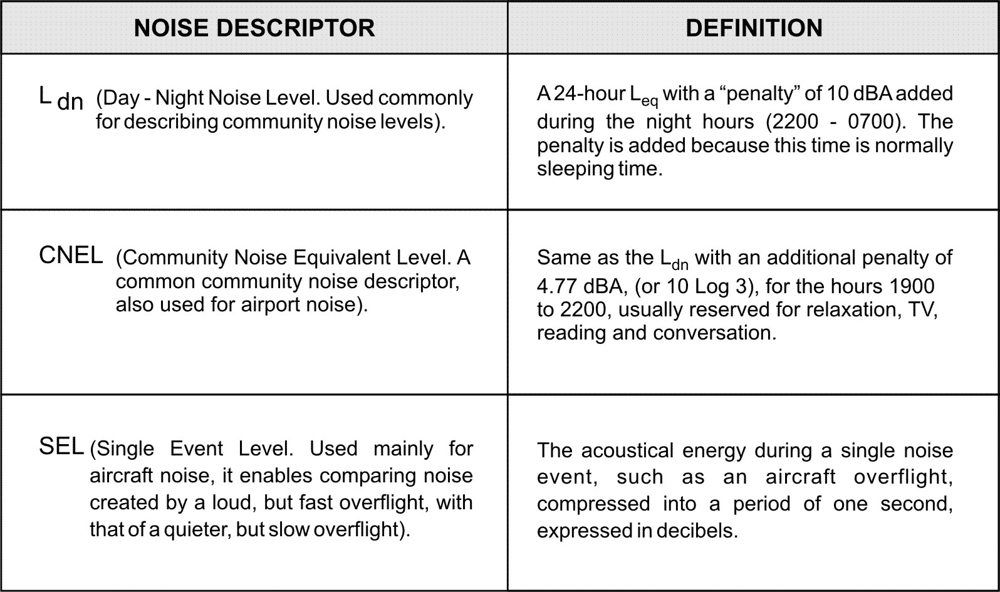 NOISE DESCRIPTOR
DEFINITION
Ldn (Day - Night Noise Level. Used commonly
for describing community noise levels).
A 24-hour Leq with a “penalty” of 10 dBA added
during the night hours (2200 - 0700). The
penalty is added because this time is normally
sleeping time.
CNEL (Community Noise Equivalent Level. A
common community noise descriptor,
also used for airport noise).
Same as the Ldn with an additional penalty of
4.77 dBA, (or 10 Log 3), for the hours 1900
to 2200, usually reserved for relaxation, TV,
reading and conversation.
SEL (Single Event Level. Used mainly for
aircraft noise, it enables comparing noise
created by a loud, but fast overflight, with
that of a quieter, but slow overflight).
The acoustical energy during a single noise
event, such as an aircraft overflight,
compressed into a period of one second,
expressed in decibels.